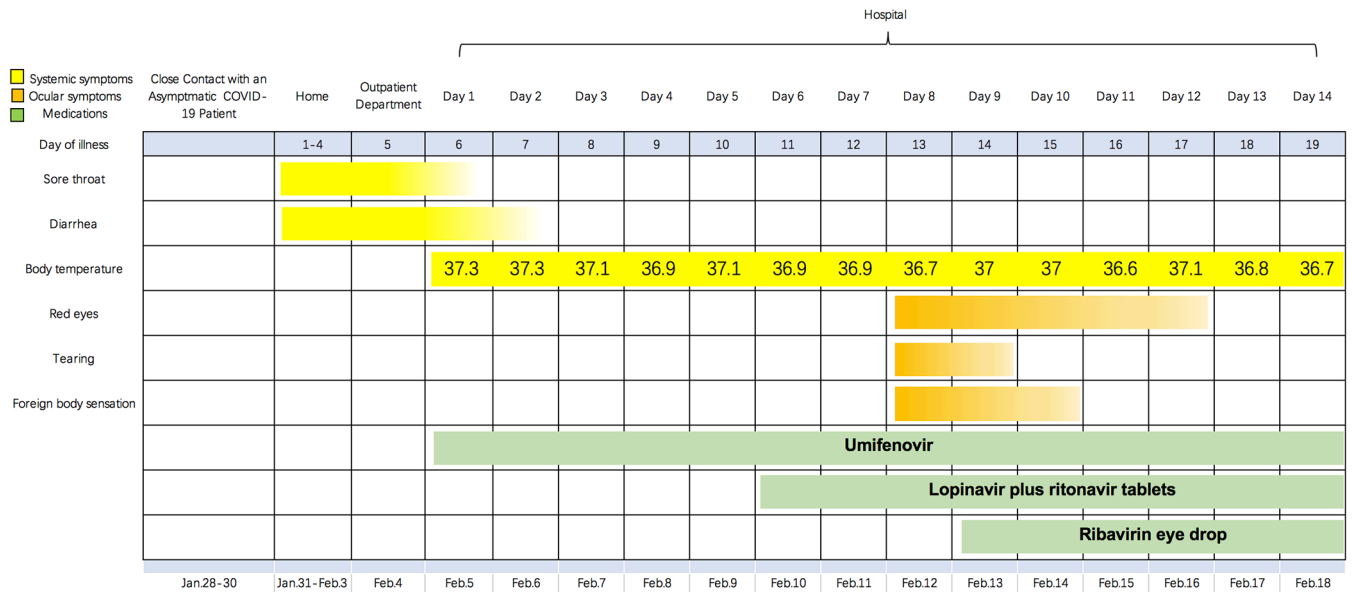 Hospital
Systemic symptoms
Ocular symptoms
Medications
Close Contact with an
Asymptmatic COVID-
19 Patient
Home
Outpatient
Department
Day 1 Day 2 Day 3 Day 4 Day 5 Day 6 Day 7 Day 8 Day 9 Day 10 Day 11 Day 12 Day 13 Day 14
Day of illness 1-4 5 6 7 8 9 10 11 12 13 14 15 16 17 18 19
Sore throat
Diarrhea
Body temperature 37.3 37.3 37.1 36.9 37.1 36.9 36.9 36.7 37 37 36.6 37.1 36.8 36.7
Red eyes
Tearing
Foreign body sensation
Umifenovir
Lopinavir plus ritonavir tablets
Ribavirin eye drop
Jan.28-30 Jan.31-Feb.3 Feb.4 Feb.5 Feb.6 Feb.7 Feb.8 Feb.9 Feb.10 Feb.11 Feb.12 Feb.13 Feb.14 Feb.15 Feb.16 Feb.17 Feb.18